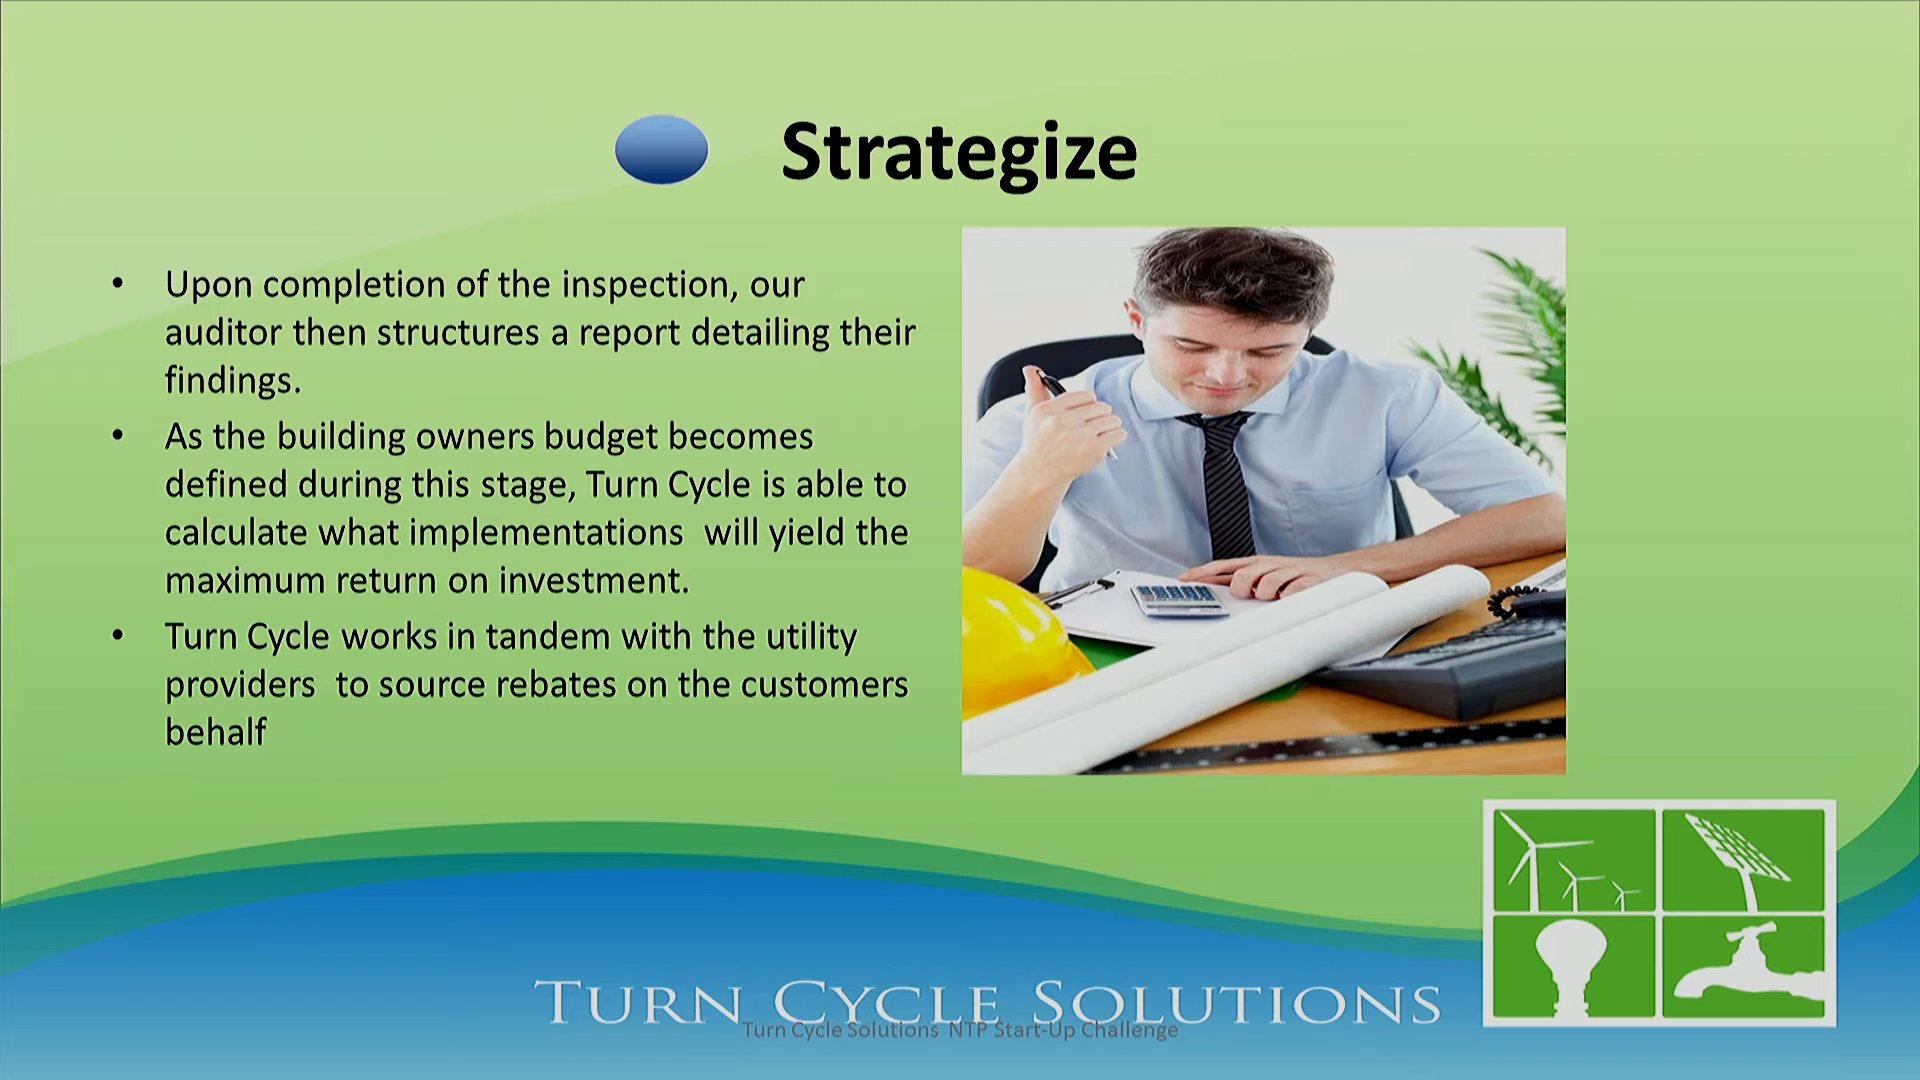 Strategize
• Upon completion of the inspection, our
auditor then structures a report detailing their
findings.
• As the building owners budget becomes
defined during this stage, Turn Cycle is able to
calculate what implementations  will yield the
maximum return on investment.
• Turn Cycle works in tandem with the utility
providers  to source rebates on the customers
behalf
TURN CYCLE SOLUTIONS
Turn Cycle Solutions  NTP Start-Up Challenge